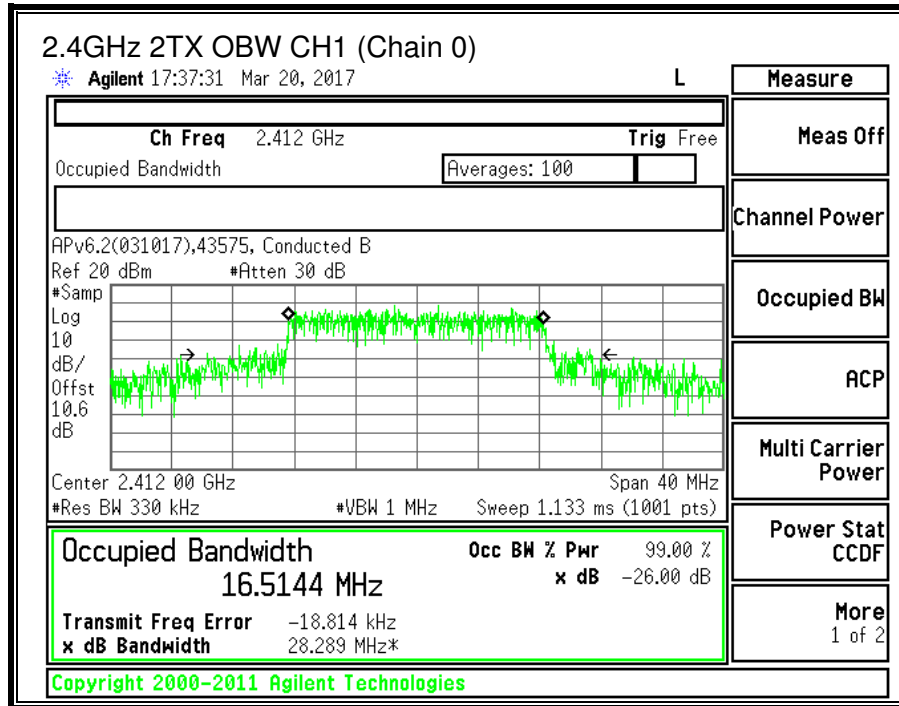 2.4GHz 2TX OBW CH1 (Chain 0)
Agilent 17:37:31 Mar 20, 2017 L
Measure
Ch Freq 2.412 GHz Trig Free
Occupied Bandwidth Averages: 100
APv6.2(031017),43575, Conducted B
Ref 20 dBm #Atten 30 dB
#Samp
Log
10
dB/
Offst
10.6
dB
Center 2.412 00 GHz Span 40 MHz
#Res BW 330 kHz #VBW 1 MHz Sweep 1.133 ms (1001 pts)
Occupied Bandwidth Occ BW % Pwr 99.00 %
16.5144 MHz x dB -26.00 dB
Transmit Freq Error -18.814 kHz
x dB Bandwidth 28.289 MHz*
Meas Off
Channel Power
Occupied BW
ACP
Multi Carrier
Power
Power Stat
CCDF
More
1 of 2
Copyright 2000-2011 Agilent Technologies